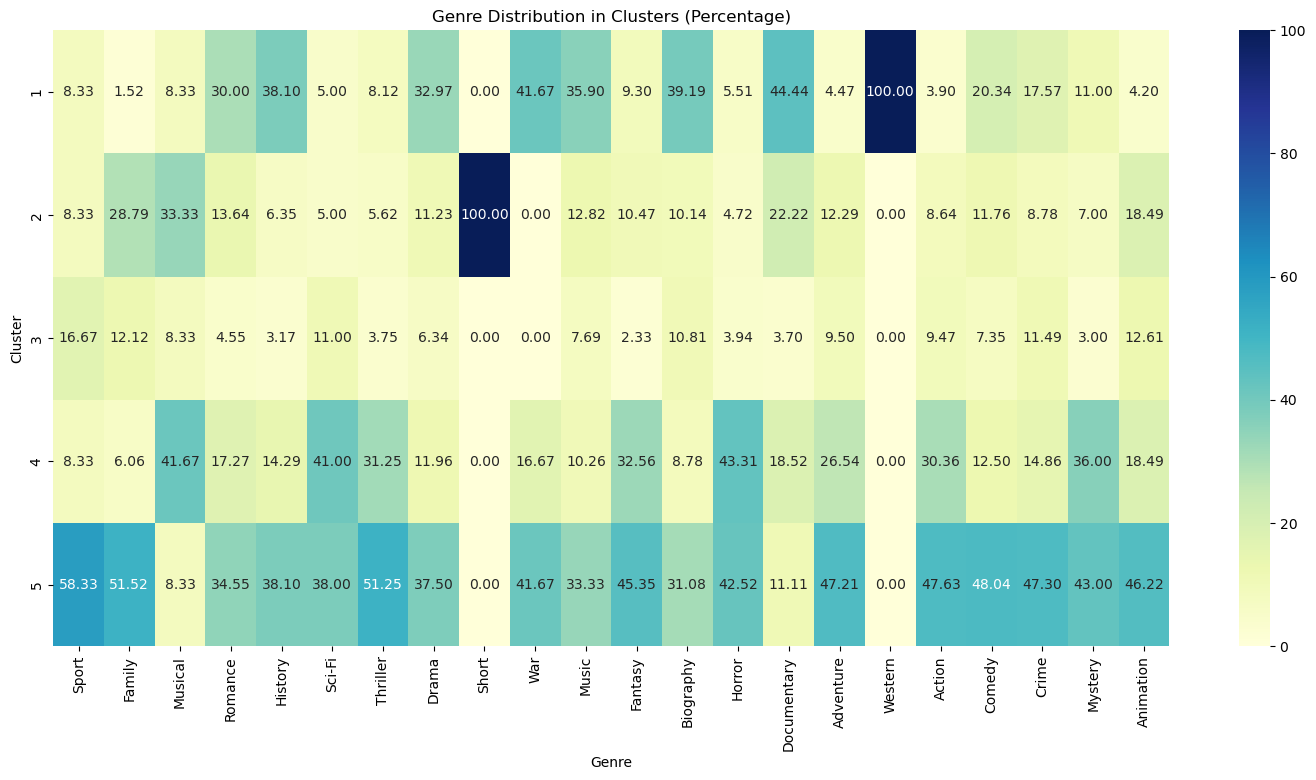 Genre Distribution in Clusters (Percentage)
Cluster
1 8.33 1.52 8.33 30.00 38.10 5.00 8.12 32.97 0.00 41.67 35.90 9.30 39.19 5.51 44.44 4.47 100.00 3.90 20.34 17.57 11.00 4.20
2 8.33 28.79 33.33 13.64 6.35 5.00 5.62 11.23 100.00 0.00 12.82 10.47 10.14 4.72 22.22 12.29 0.00 8.64 11.76 8.78 7.00 18.49
3 16.67 12.12 8.33 4.55 3.17 11.00 3.75 6.34 0.00 0.00 7.69 2.33 10.81 3.94 3.70 9.50 0.00 9.47 7.35 11.49 3.00 12.61
4 8.33 6.06 41.67 17.27 14.29 41.00 31.25 11.96 0.00 16.67 10.26 32.56 8.78 43.31 18.52 26.54 0.00 30.36 12.50 14.86 36.00 18.49
5 58.33 51.52 8.33 34.55 38.10 38.00 51.25 37.50 0.00 41.67 33.33 45.35 31.08 42.52 11.11 47.21 0.00 47.63 48.04 47.30 43.00 46.22
Sport Family Musical Romance History Sci-Fi Thriller Drama Short War Music Fantasy Biography Horror Documentary Adventure Western Action Comedy Crime Mystery Animation
Genre
100
80
60
40
20
0